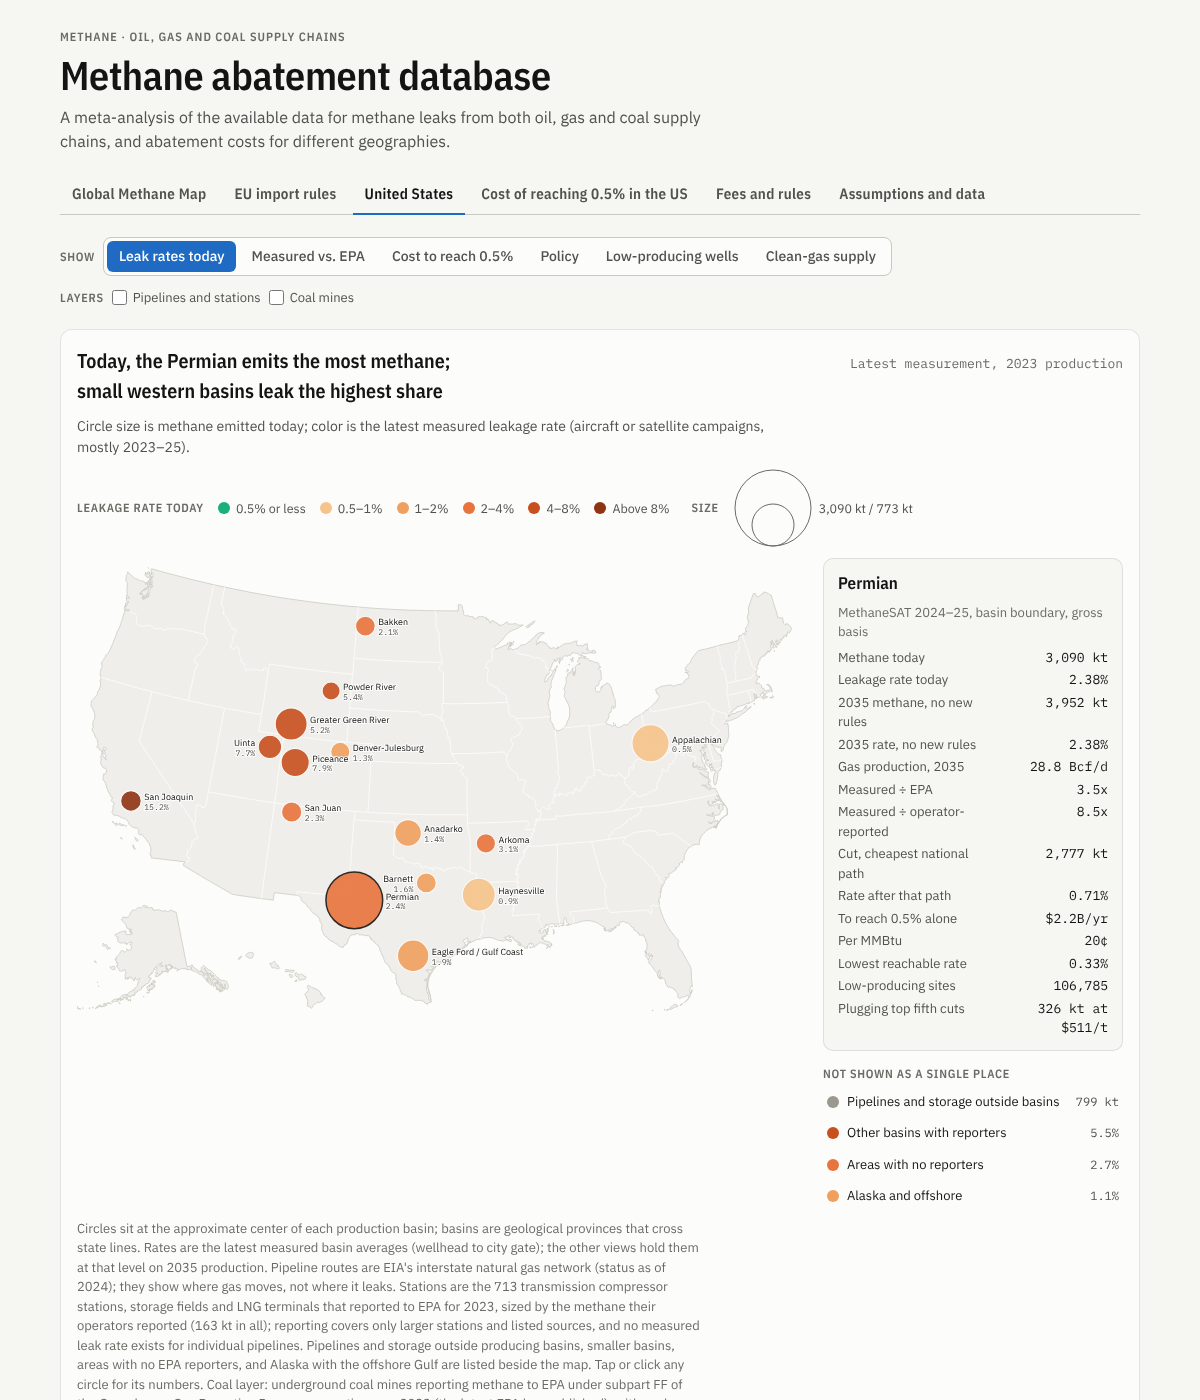 METHANE · OIL, GAS AND COAL SUPPLY CHAINS
Methane abatement database
A meta-analysis of the available data for methane leaks from both oil, gas and coal supply
chains, and abatement costs for different geographies.
Global Methane Map
EU import rules
United States
Cost of reaching 0.5% in the US
Fees and rules
Assumptions and data
SHOW
Leak rates today
Measured vs. EPA
Cost to reach 0.5%
Policy
Low-producing wells
Clean-gas supply
LAYERS
Pipelines and stations
Coal mines
Today, the Permian emits the most methane;
small western basins leak the highest share
Latest measurement, 2023 production
Circle size is methane emitted today; color is the latest measured leakage rate (aircraft or satellite campaigns,
mostly 2023–25).
LEAKAGE RATE TODAY
0.5% or less
0.5–1%
1–2%
2–4%
4–8%
Above 8%
SIZE
3,090 kt / 773 kt
Bakken
2.1%
Powder River
5.4%
Greater Green River
5.2%
Uinta
7.7%
Denver-Julesburg
1.3%
Piceance
7.9%
Appalachian
0.5%
San Joaquin
15.2%
San Juan
2.3%
Anadarko
1.4%
Arkoma
3.1%
Barnett
1.6%
Permian
2.4%
Haynesville
0.9%
Eagle Ford / Gulf Coast
1.9%
Permian
MethaneSAT 2024–25, basin boundary, gross
basis
Methane today 3,090 kt
Leakage rate today 2.38%
2035 methane, no new 3,952 kt
rules
2035 rate, no new rules 2.38%
Gas production, 2035 28.8 Bcf/d
Measured ÷ EPA 3.5x
Measured ÷ operator- 8.5x
reported
Cut, cheapest national 2,777 kt
path
Rate after that path 0.71%
To reach 0.5% alone $2.2B/yr
Per MMBtu 20¢
Lowest reachable rate 0.33%
Low-producing sites 106,785
Plugging top fifth cuts 326 kt at
$511/t
NOT SHOWN AS A SINGLE PLACE
Pipelines and storage outside basins 799 kt
Other basins with reporters 5.5%
Areas with no reporters 2.7%
Alaska and offshore 1.1%
Circles sit at the approximate center of each production basin; basins are geological provinces that cross
state lines. Rates are the latest measured basin averages (wellhead to city gate); the other views hold them
at that level on 2035 production. Pipeline routes are EIA's interstate natural gas network (status as of
2024); they show where gas moves, not where it leaks. Stations are the 713 transmission compressor
stations, storage fields and LNG terminals that reported to EPA for 2023, sized by the methane their
operators reported (163 kt in all); reporting covers only larger stations and listed sources, and no measured
leak rate exists for individual pipelines. Pipelines and storage outside producing basins, smaller basins,
areas with no EPA reporters, and Alaska with the offshore Gulf are listed beside the map. Tap or click any
circle for its numbers. Coal layer: underground coal mines reporting methane to EPA under subpart FF of